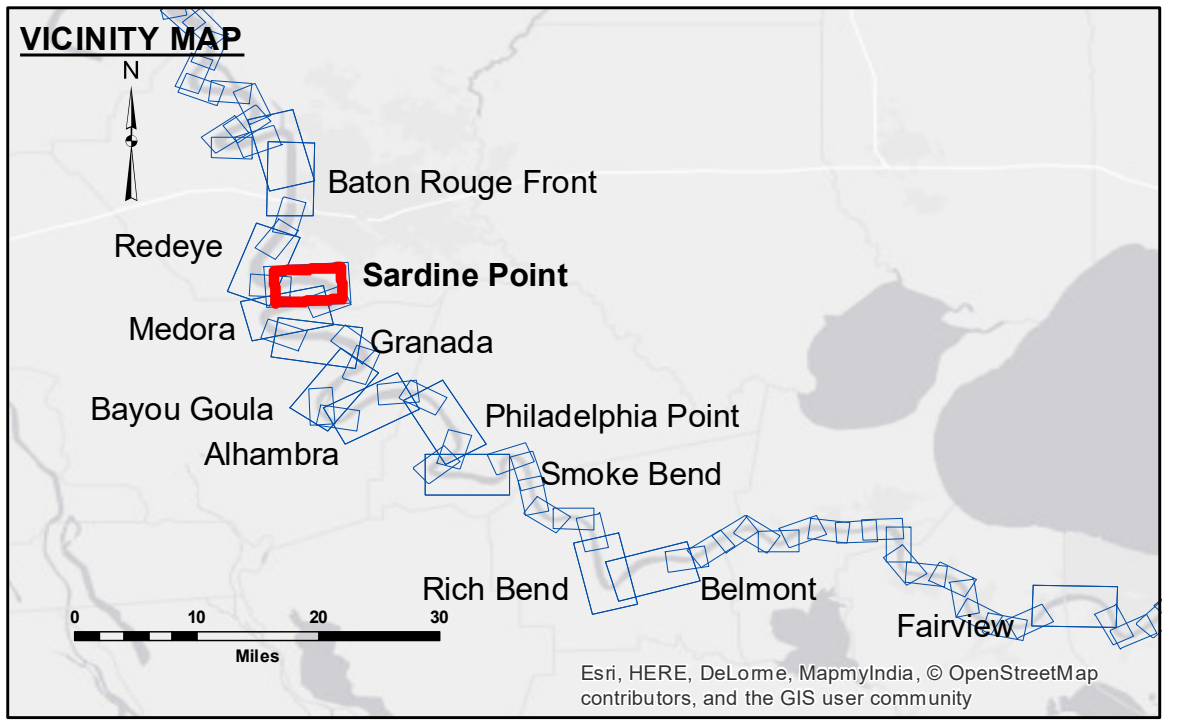 VICINITY MAP
N
Baton Rouge Front
Redeye
Sardine Point
Medora
Granada
Bayou Goula
Philadelphia Point
Alhambra
Smoke Bend
Rich Bend
Belmont
Fairview
0 10 20 30
Miles
Esri, HERE, DeLorme, MapmyIndia, © OpenStreetMap
contributors, and the GIS user community